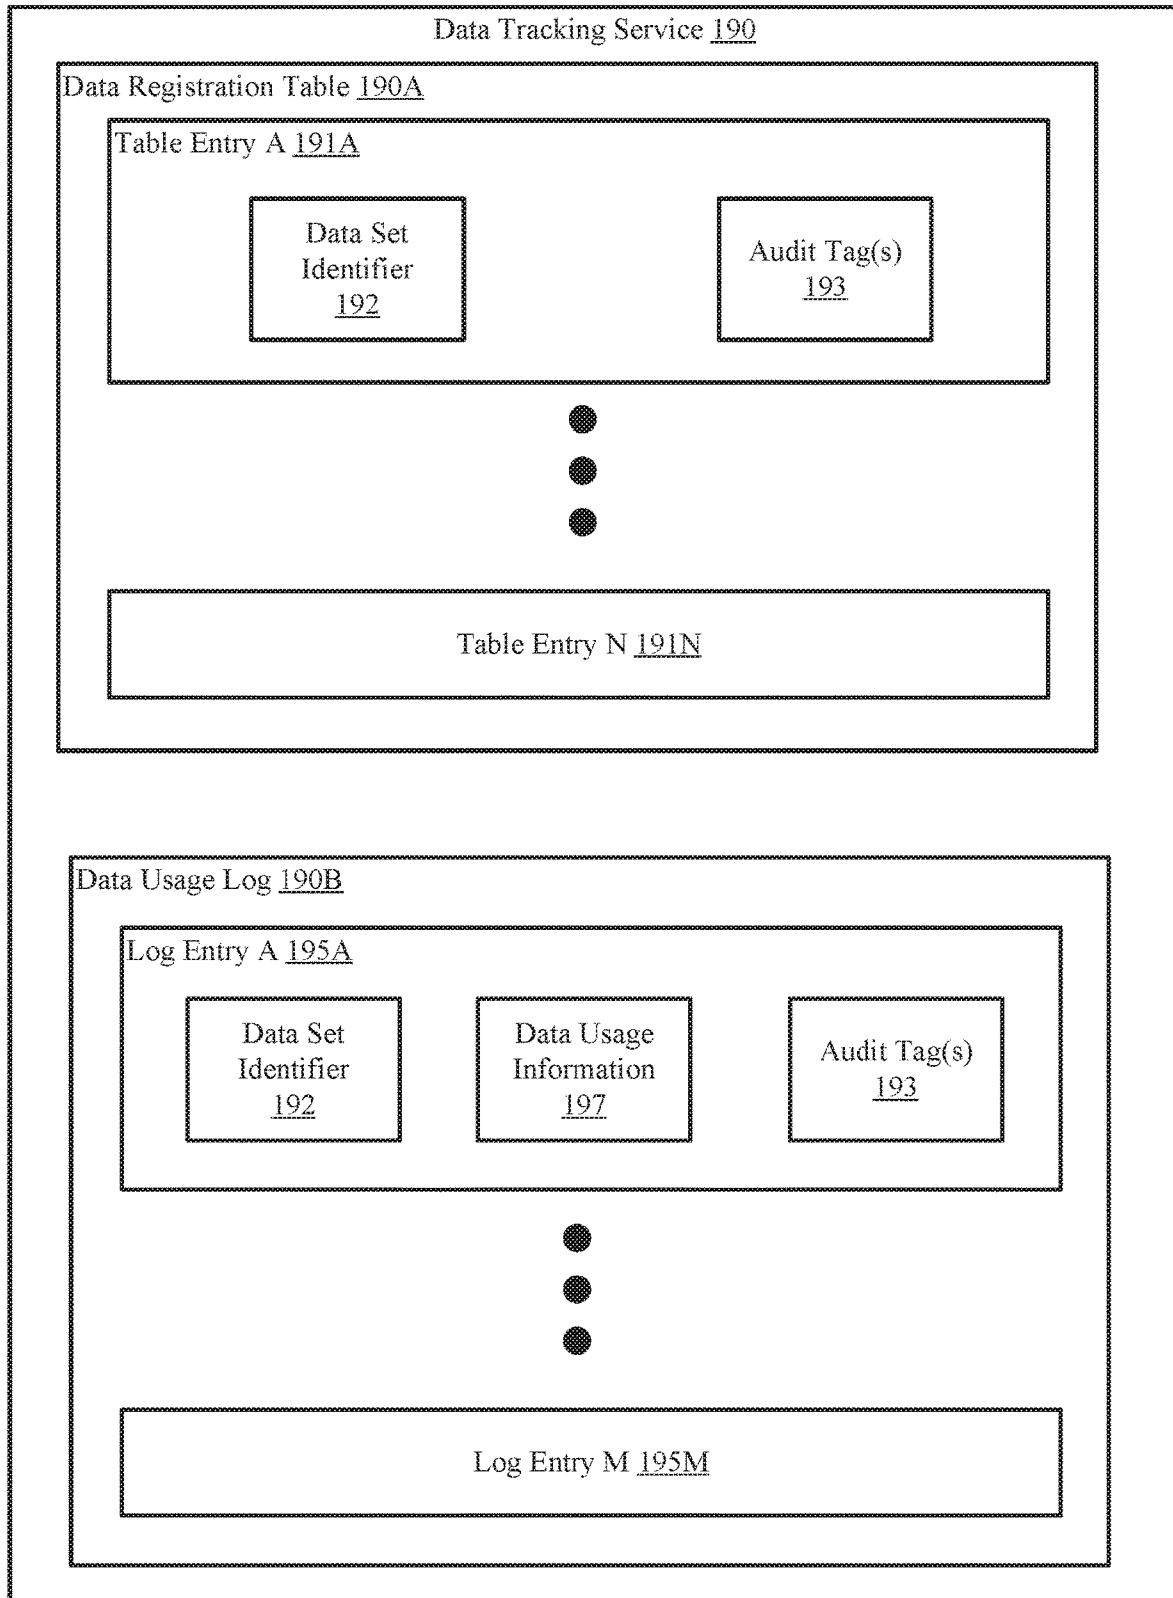 Data Tracking Service 190
Data Registration Table 190A
Table Entry A 191A
Data Set
Identifier
192
Audit Tag(s)
193
Table Entry N 191N
Data Usage Log 190B
Log Entry A 195A
Data Set
Identifier
192
Data Usage
Information
197
Audit Tag(s)
193
Log Entry M 195M